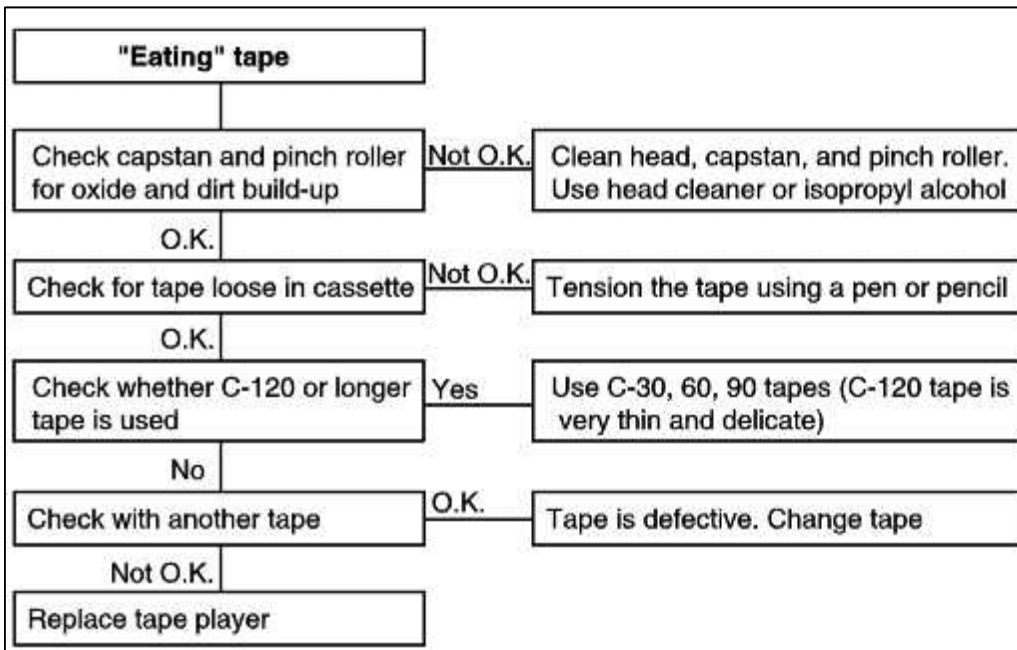 "Eating" tape
Check capstan and pinch roller
for oxide and dirt build-up
Not O.K.
Clean head, capstan, and pinch roller.
Use head cleaner or isopropyl alcohol
O.K.
Check for tape loose in cassette
Not O.K.
Tension the tape using a pen or pencil
O.K.
Check whether C-120 or longer
tape is used
Yes
Use C-30, 60, 90 tapes (C-120 tape is
very thin and delicate)
No
Check with another tape
O.K.
Tape is defective. Change tape
Not O.K.
Replace tape player